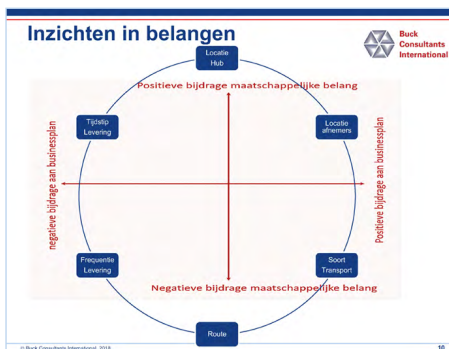 Inzichten in belangen
Buck
Consultants
International
Locatie
Hub
Positieve bijdrage maatschappelijke belang
Tijdstip
Levering
Locatie
afnemers
negatieve bijdrage aan businessplan
Positieve bijdrage aan businessplan
Frequentie
Levering
Soort
Transport
Negatieve bijdrage maatschappelijke belang
Route
© Buck Consultants International, 2018
10